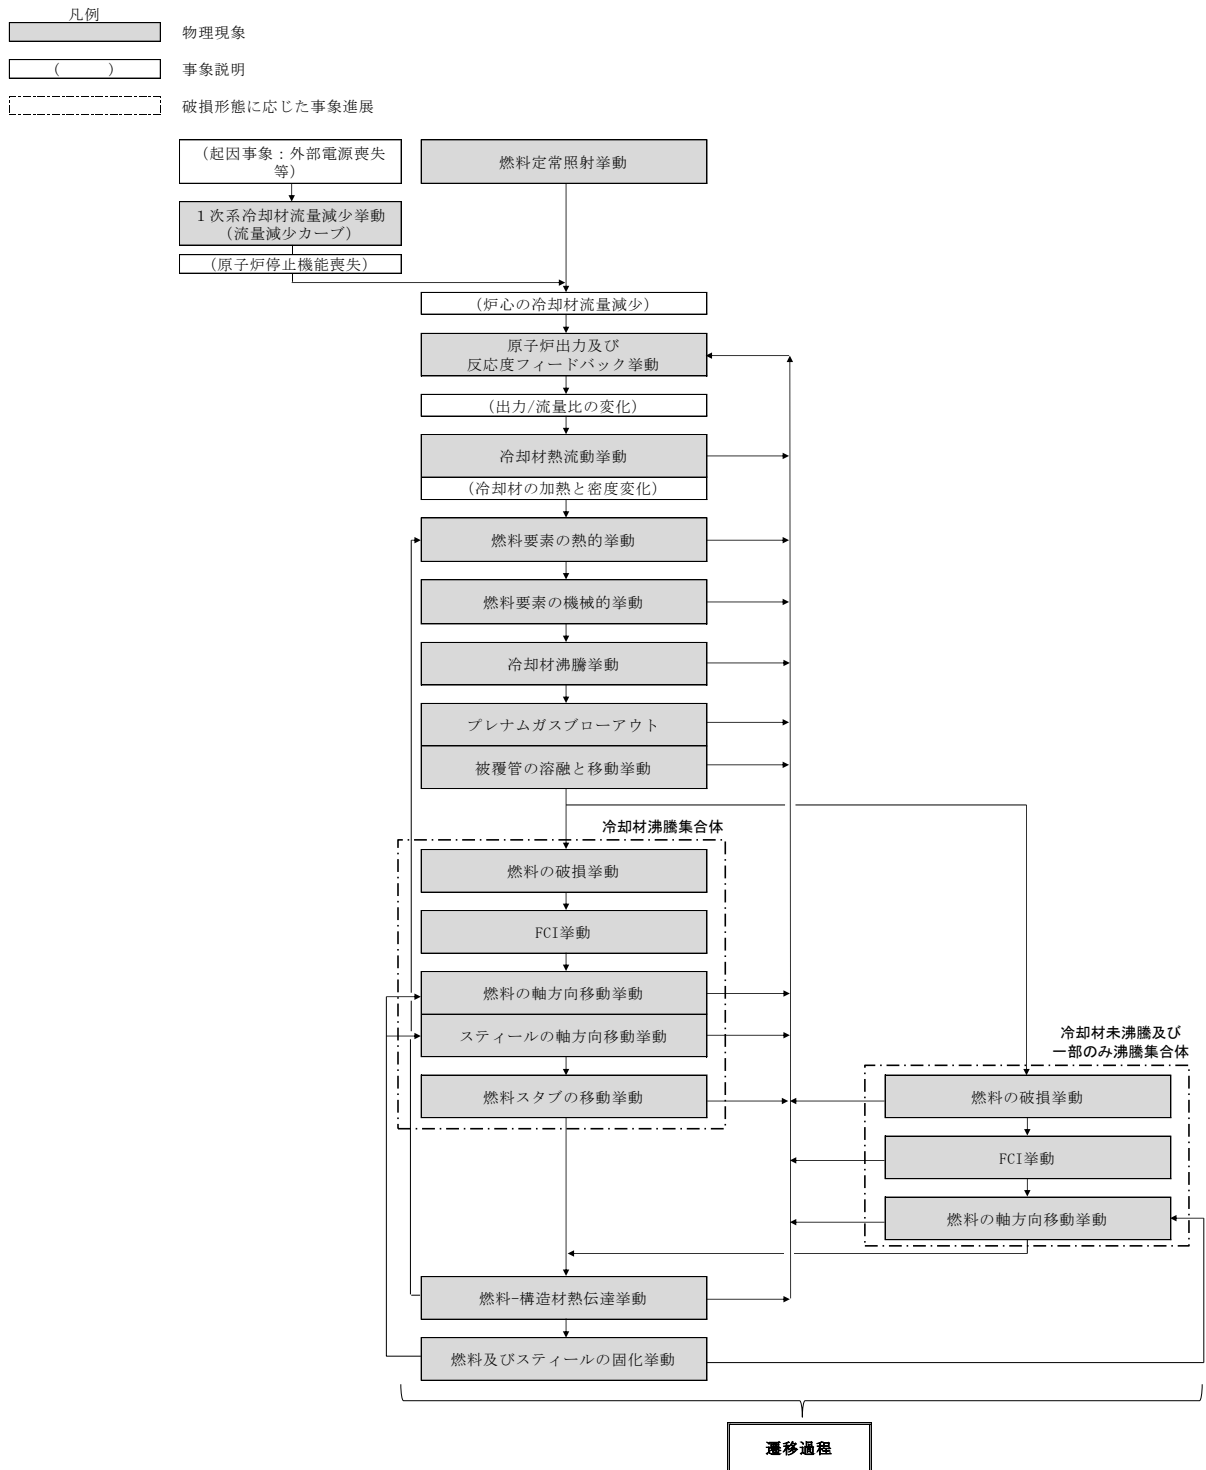 凡例
物理現象
（　　　）
事象説明
破損形態に応じた事象進展
（起因事象：外部電源喪失
等）
燃料定常照射挙動
１次系冷却材流量減少挙動
（流量減少カーブ）
（原子炉停止機能喪失）
（炉心の冷却材流量減少）
原子炉出力及び
反応度フィードバック挙動
（出力/流量比の変化）
冷却材熱流動挙動
（冷却材の加熱と密度変化）
燃料要素の熱的挙動
燃料要素の機械的挙動
冷却材沸騰挙動
プレナムガスブローアウト
被覆管の溶融と移動挙動
冷却材沸騰集合体
燃料の破損挙動
FCI挙動
燃料の軸方向移動挙動
スティールの軸方向移動挙動
燃料スタブの移動挙動
冷却材未沸騰及び
一部のみ沸騰集合体
燃料の破損挙動
FCI挙動
燃料の軸方向移動挙動
燃料-構造材熱伝達挙動
燃料及びスティールの固化挙動
遷移過程